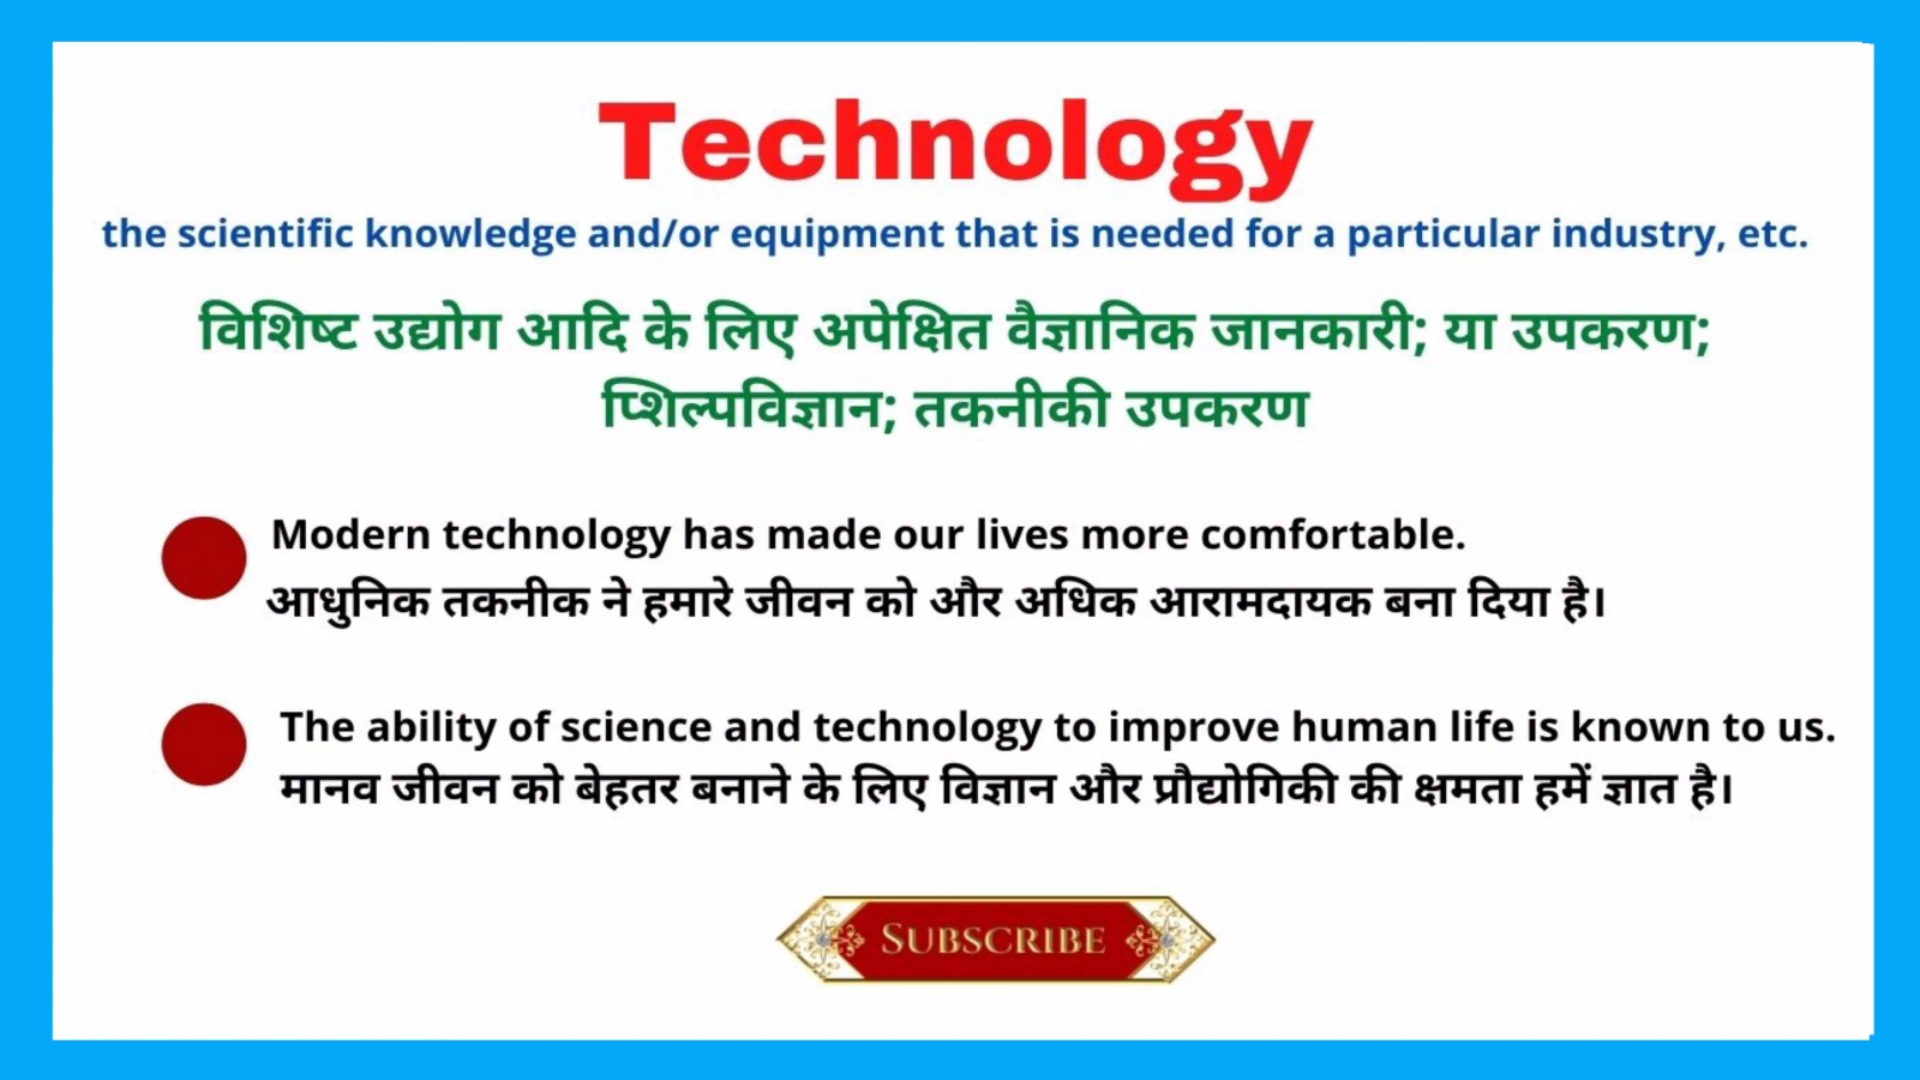 Technology
the scientific knowledge and/or equipment that is needed for a particular industry, etc.
विशिष्ट उद्योग आदि के लिए अपेक्षित वैज्ञानिक जानकारी; या उपकरण;
प्शिल्पविज्ञान; तकनीकी उपकरण
Modern technology has made our lives more comfortable.
आधुनिक तकनीक ने हमारे जीवन को और अधिक आरामदायक बना दिया है।
The ability of science and technology to improve human life is known to us.
मानव जीवन को बेहतर बनाने के लिए विज्ञान और प्रौद्योगिकी की क्षमता हमें ज्ञात है।
SUBSCRIBE